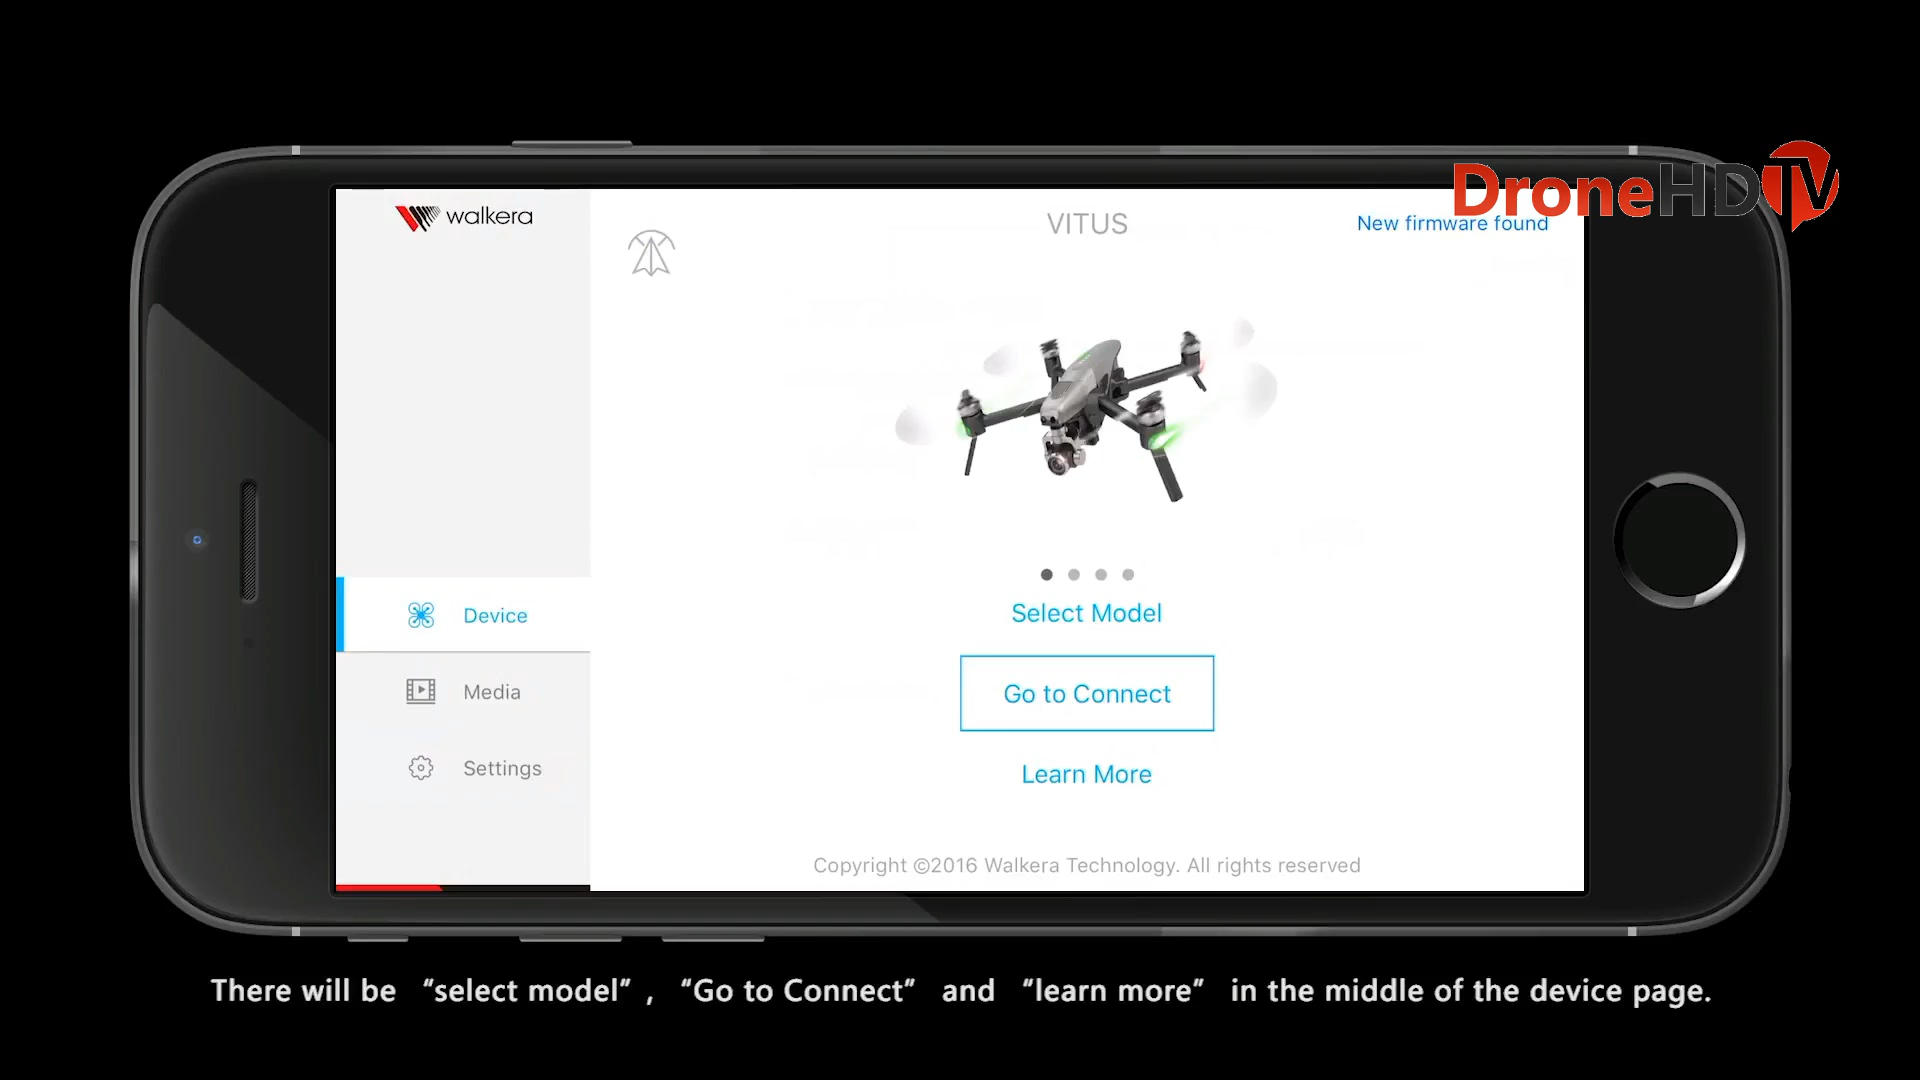 DroneHDTV
walkera
VITUS
New firmware found
Device
Media
Settings
Select Model
Go to Connect
Learn More
Copyright ©2016 Walkera Technology. All rights reserved
There will be “select model”, “Go to Connect” and “learn more” in the middle of the device page.